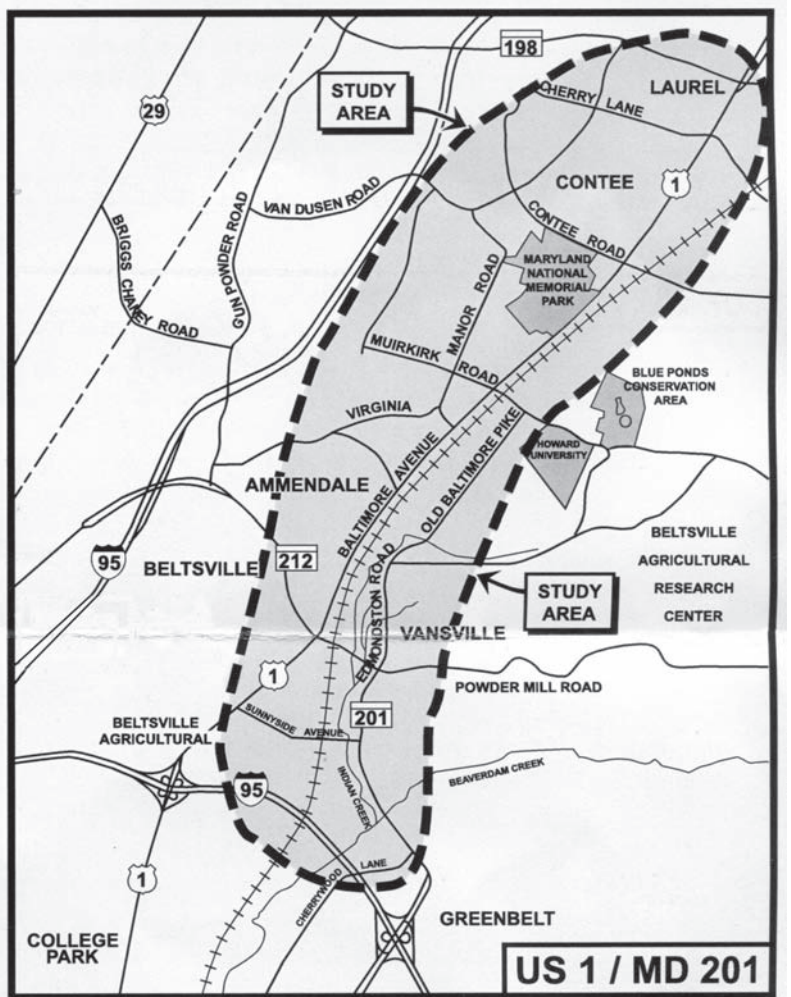 198
LAUREL
STUDY
AREA
CHERRY LANE
29
CONTEE
1
VAN DUSEN ROAD
GUN POWDER ROAD
BRIGGS CHANEY ROAD
CONTEE ROAD
MARYLAND
NATIONAL
MEMORIAL
PARK
MANOR ROAD
MUIRKIRK ROAD
BLUE PONDS
CONSERVATION
AREA
VIRGINIA
HOWARD
UNIVERSITY
BALTIMORE AVENUE
OLD BALTIMORE PIKE
AMMENDALE
95
BELTSVILLE
212
BELTSVILLE
AGRICULTURAL
RESEARCH
CENTER
EDMONDSTON ROAD
STUDY
AREA
VANSVILLE
1
POWDER MILL ROAD
201
SUNNYSIDE AVENUE
BELTSVILLE
AGRICULTURAL
95
INDIAN CREEK
BEAVERDAM CREEK
1
CHERRYWOOD LANE
GREENBELT
COLLEGE
PARK
US 1 / MD 201